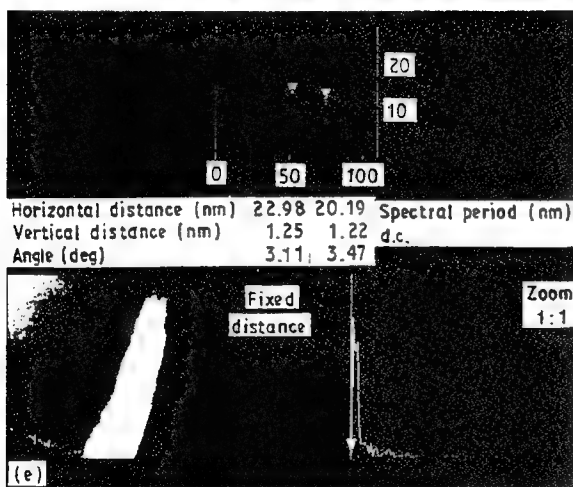 20
10
0 50 100
Horizontal distance (nm) 22.98 20.19 Spectral period (nm)
Vertical distance (nm) 1.25 1.22 d.c.
Angle (deg) 3.11 3.47
Fixed distance
Zoom 1:1
(e)